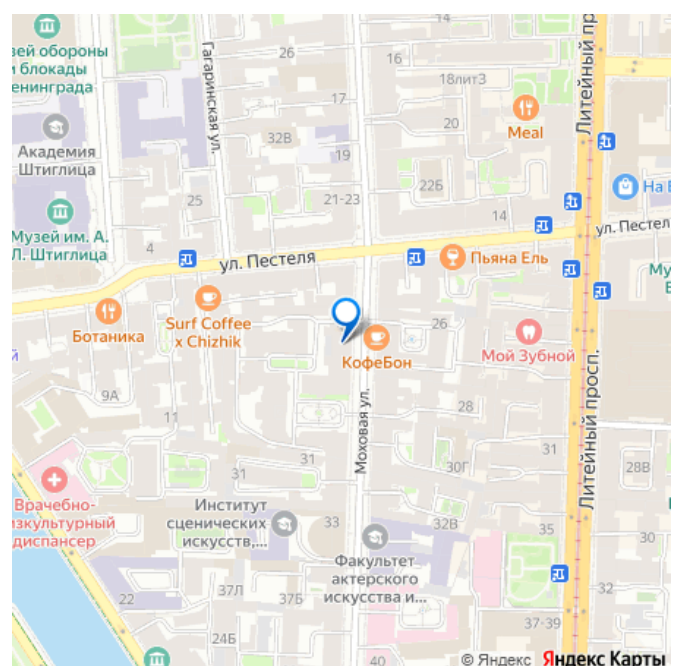 зей обороны
и блокады
енинграда
Гагаринская ул.
26
16
18лит3
Литейный просп.
17
Meal
20
Академия
Штиглица
32В
19
22Б
21-23
На В
25
14
Музей им. А.
Л. Штиглица
4
ул. Пестеля
ул. Пестел
Пьяна Ель
Му
Ботаника
Surf Coffee
x Chizhik
26
КофеБон
Мой Зубной
й
9А
11
Моховая ул.
28
31
31
31
30Г
28В
Литейный просп.
Врачебно-
изкультурный
диспансер
Институт
сценических
искусств,...
33
32В
35
30
Факультет
актерского
искусства и...
22
37Л
37Б
32
24Б
37-39
40
© Яндекс Яндекс Карты